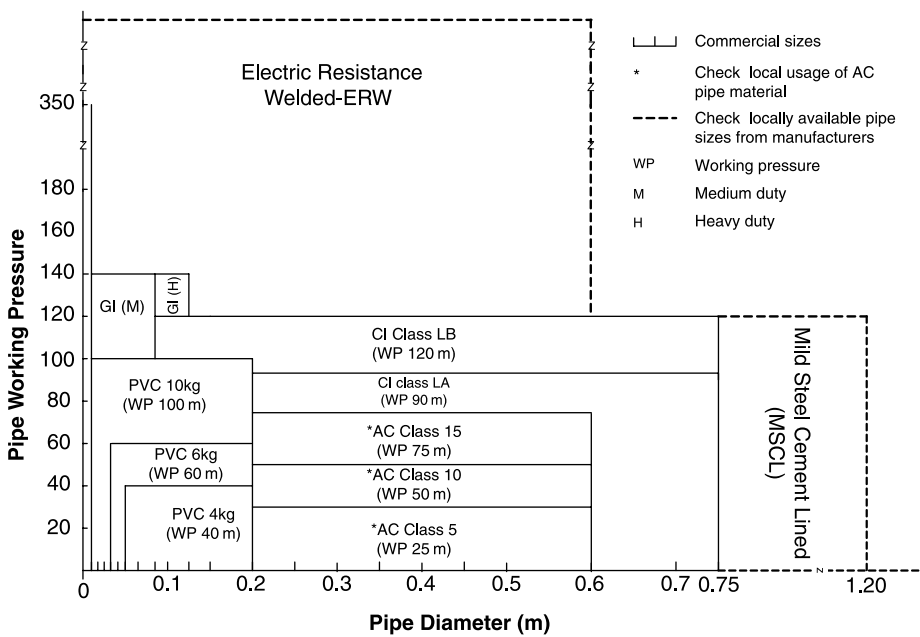 Electric Resistance
Welded-ERW
Commercial sizes
* Check local usage of AC
pipe material
Check locally available pipe
sizes from manufacturers
WP Working pressure
M Medium duty
H Heavy duty
Pipe Working Pressure
350
180
160
140
120
100
80
60
40
20
z
z
z
z
z
z
GI (M)
GI (H)
CI Class LB
(WP 120 m)
PVC 10kg
(WP 100 m)
CI class LA
(WP 90 m)
*AC Class 15
(WP 75 m)
PVC 6kg
(WP 60 m)
*AC Class 10
(WP 50 m)
PVC 4kg
(WP 40 m)
*AC Class 5
(WP 25 m)
Mild Steel Cement Lined
(MSCL)
z
0 0.1 0.2 0.3 0.4 0.5 0.6 0.7 0.75 1.20
Pipe Diameter (m)